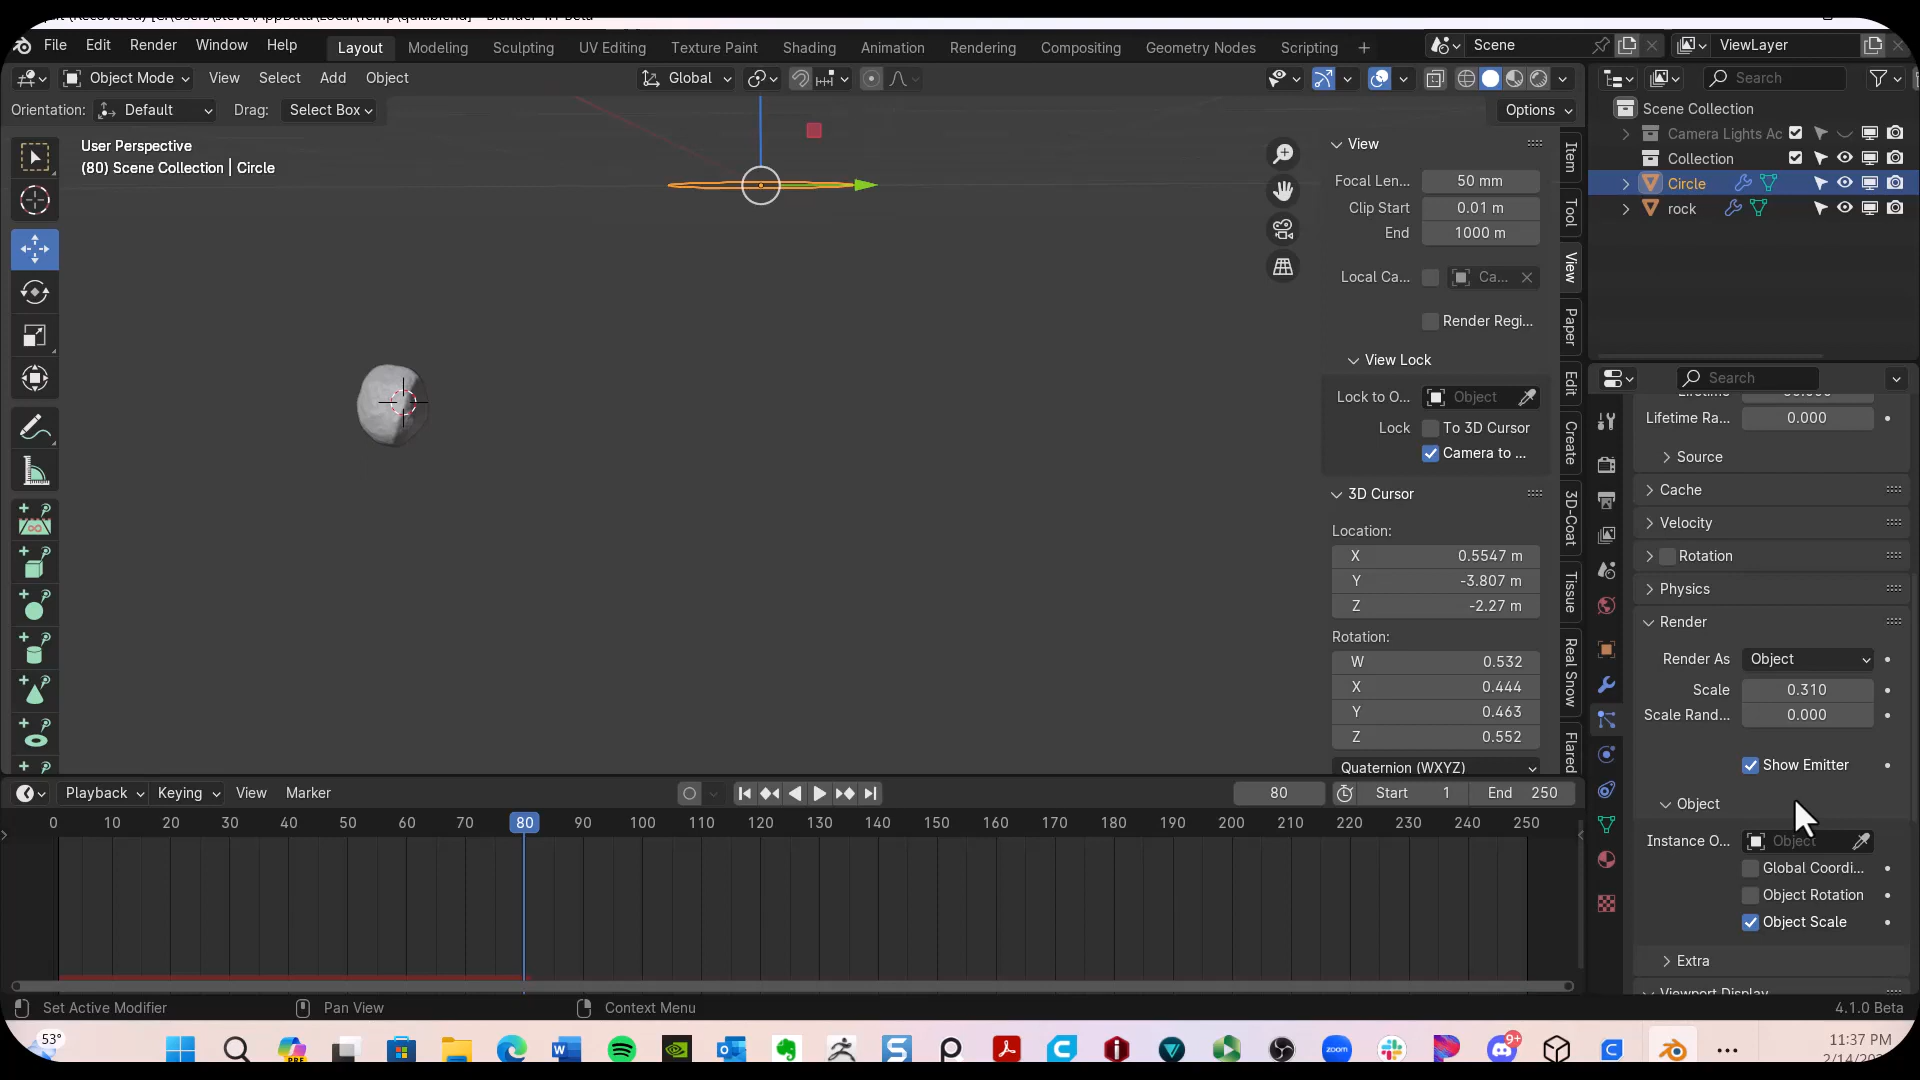 File Edit Render Window Help Layout Modeling Sculpting UV Editing Texture Paint Shading Animation Rendering Compositing Geometry Nodes Scripting + Scene ViewLayer
Object Mode View Select Add Object Global Search
Orientation: Default Drag: Select Box Options
User Perspective
(80) Scene Collection | Circle
View
Focal Len... 50 mm
Clip Start 0.01 m
End 1000 m
Local Ca... Ca...
Render Regi...
View Lock
Lock to O... Object
Lock To 3D Cursor
Camera to ...
3D Cursor
Location:
X 0.5547 m
Y -3.807 m
Z -2.27 m
Rotation:
W 0.532
X 0.444
Y 0.463
Z 0.552
Quaternion (WXYZ)
Item
Tool
View
Paper
Edit
Create
3D-Coat
Tissue
Real Snow
Flared
Scene Collection
Camera Lights Ac
Collection
Circle
rock
Search
Lifetime Ra... 0.000
Source
Cache
Velocity
Rotation
Physics
Render
Render As Object
Scale 0.310
Scale Rand... 0.000
Show Emitter
Object
Instance O... Object
Global Coordi...
Object Rotation
Object Scale
Extra
Viewport Display
Playback Keying View Marker 80 Start 1 End 250
0 10 20 30 40 50 60 70 80 90 100 110 120 130 140 150 160 170 180 190 200 210 220 230 240 250
Set Active Modifier Pan View Context Menu 4.1.0 Beta
53°
PRE
zoom
9+
11:37 PM